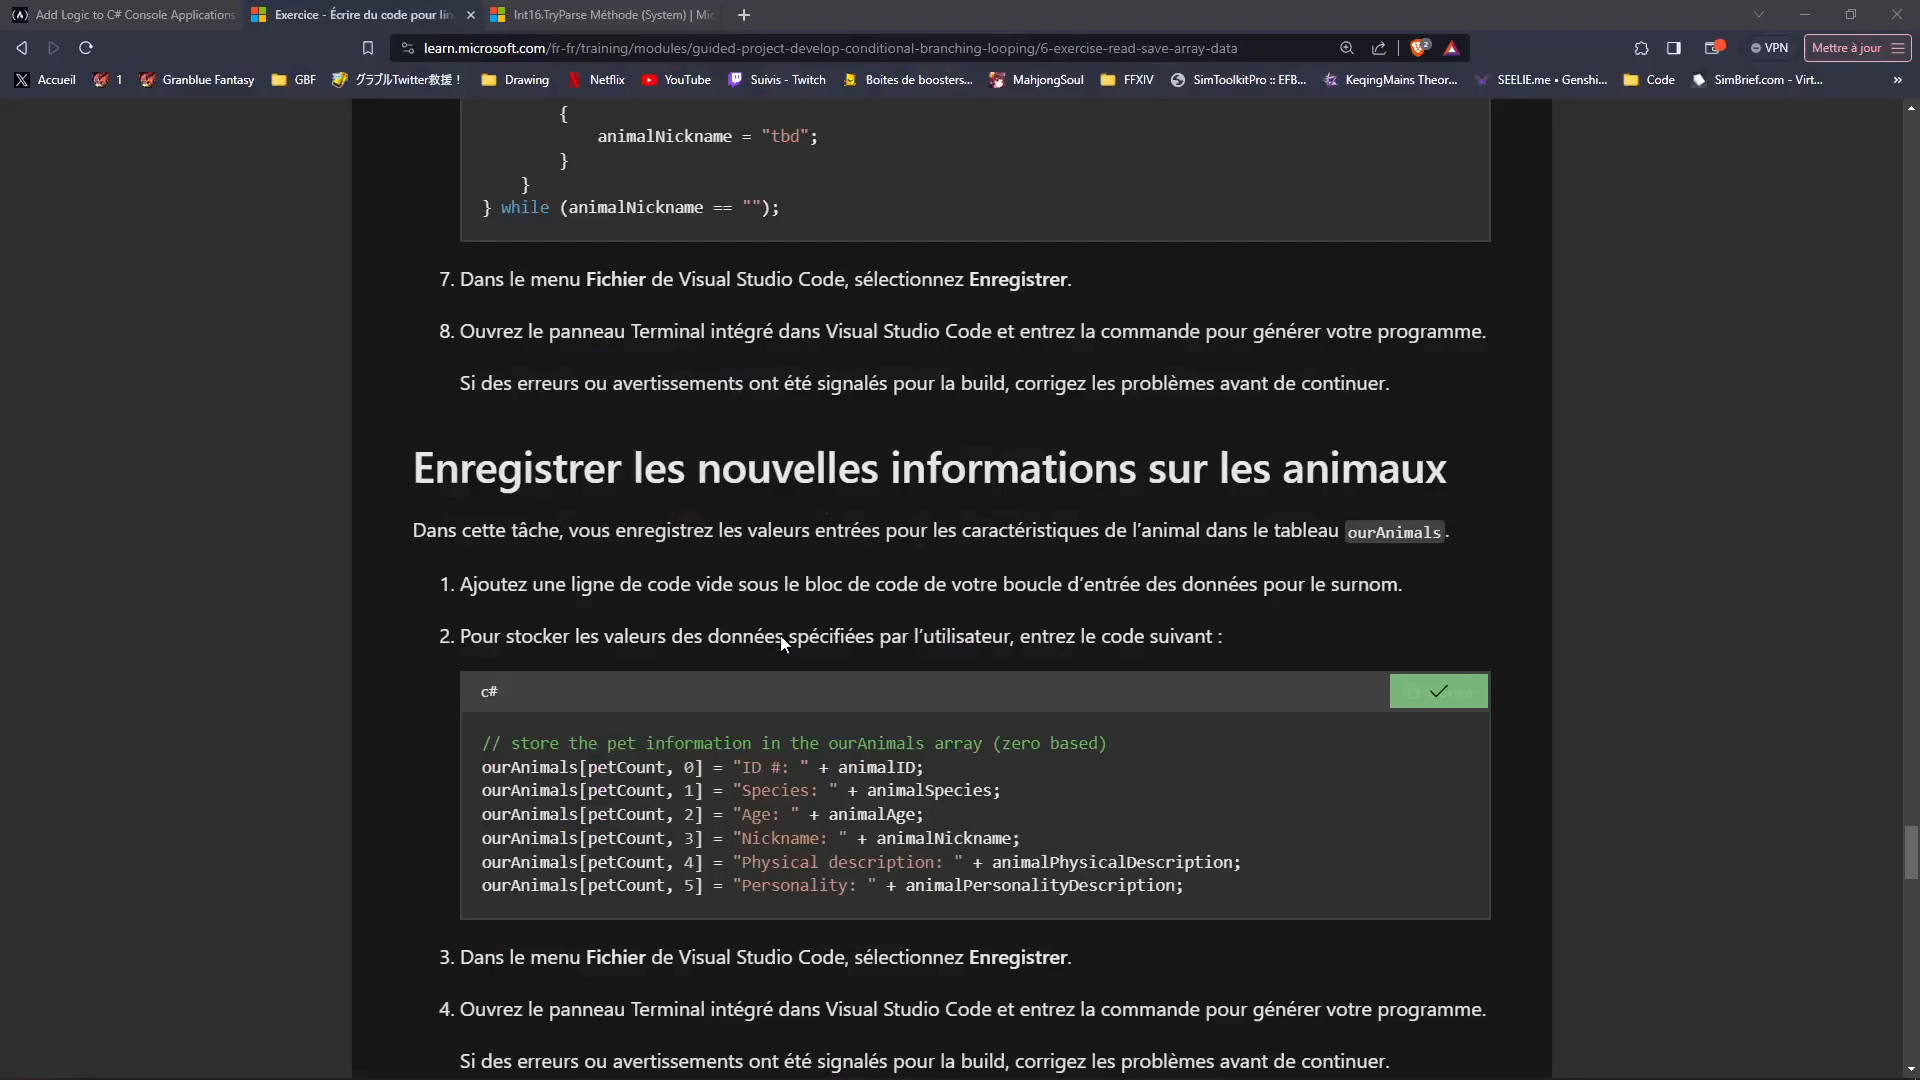 Add Logic to C# Console Applications
Exercice - Écrire du code pour lir
Int16.TryParse Méthode (System) | Mic
learn.microsoft.com/fr-fr/training/modules/guided-project-develop-conditional-branching-looping/6-exercise-read-save-array-data
2
VPN
Mettre à jour
Accueil
1
Granblue Fantasy
GBF
グラブルTwitter救援！
Drawing
Netflix
YouTube
Suivis - Twitch
Boites de boosters...
MahjongSoul
FFXIV
SimToolkitPro :: EFB...
KeqingMains Theor...
SEELIE.me • Genshi...
Code
SimBrief.com - Virt...
»
{
animalNickname = "tbd";
}
}
} while (animalNickname == "");
7. Dans le menu Fichier de Visual Studio Code, sélectionnez Enregistrer.
8. Ouvrez le panneau Terminal intégré dans Visual Studio Code et entrez la commande pour générer votre programme.
Si des erreurs ou avertissements ont été signalés pour la build, corrigez les problèmes avant de continuer.
Enregistrer les nouvelles informations sur les animaux
Dans cette tâche, vous enregistrez les valeurs entrées pour les caractéristiques de l’animal dans le tableau ourAnimals.
1. Ajoutez une ligne de code vide sous le bloc de code de votre boucle d’entrée des données pour le surnom.
2. Pour stocker les valeurs des données spécifiées par l’utilisateur, entrez le code suivant :
c#
// store the pet information in the ourAnimals array (zero based)
ourAnimals[petCount, 0] = "ID #: " + animalID;
ourAnimals[petCount, 1] = "Species: " + animalSpecies;
ourAnimals[petCount, 2] = "Age: " + animalAge;
ourAnimals[petCount, 3] = "Nickname: " + animalNickname;
ourAnimals[petCount, 4] = "Physical description: " + animalPhysicalDescription;
ourAnimals[petCount, 5] = "Personality: " + animalPersonalityDescription;
3. Dans le menu Fichier de Visual Studio Code, sélectionnez Enregistrer.
4. Ouvrez le panneau Terminal intégré dans Visual Studio Code et entrez la commande pour générer votre programme.
Si des erreurs ou avertissements ont été signalés pour la build, corrigez les problèmes avant de continuer.